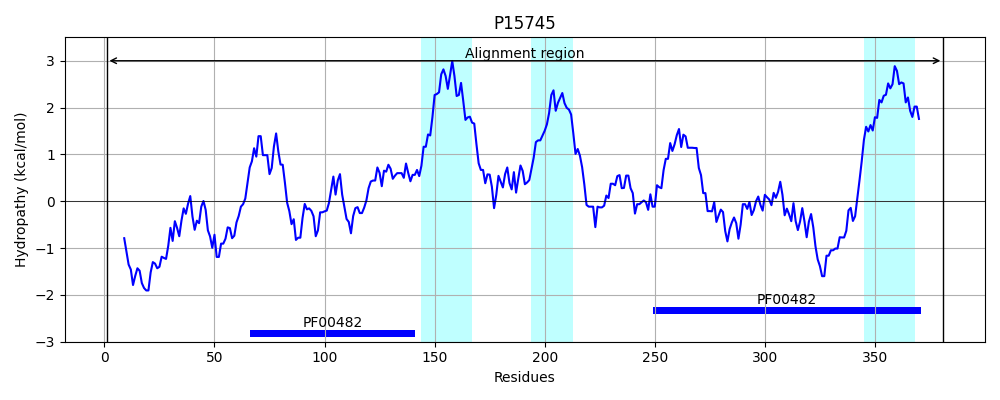 P15745
Alignment region
Hydropathy (kcal/mol)
3
2
1
0
−1
−2
−3
PF00482
PF00482
0 50 100 150 200 250 300 350
Residues